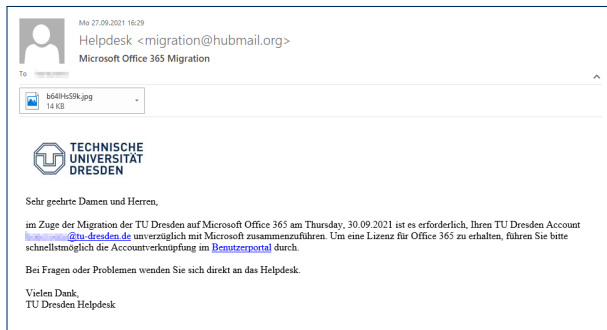 Mo 27.09.2021 16:29
Helpdesk <migration@hubmail.org>
Microsoft Office 365 Migration
To
b64IHsS9k.jpg
14 KB
TECHNISCHE
UNIVERSITÄT
DRESDEN
Sehr geehrte Damen und Herren,
im Zuge der Migration der TU Dresden auf Microsoft Office 365 am Thursday, 30.09.2021 ist es erforderlich, Ihren TU Dresden Account
@tu-dresden.de unverzüglich mit Microsoft zusammenzuführen. Um eine Lizenz für Office 365 zu erhalten, führen Sie bitte
schnellstmöglich die Accountverknüpfung im Benutzerportal durch.
Bei Fragen oder Problemen wenden Sie sich direkt an das Helpdesk.
Vielen Dank,
TU Dresden Helpdesk